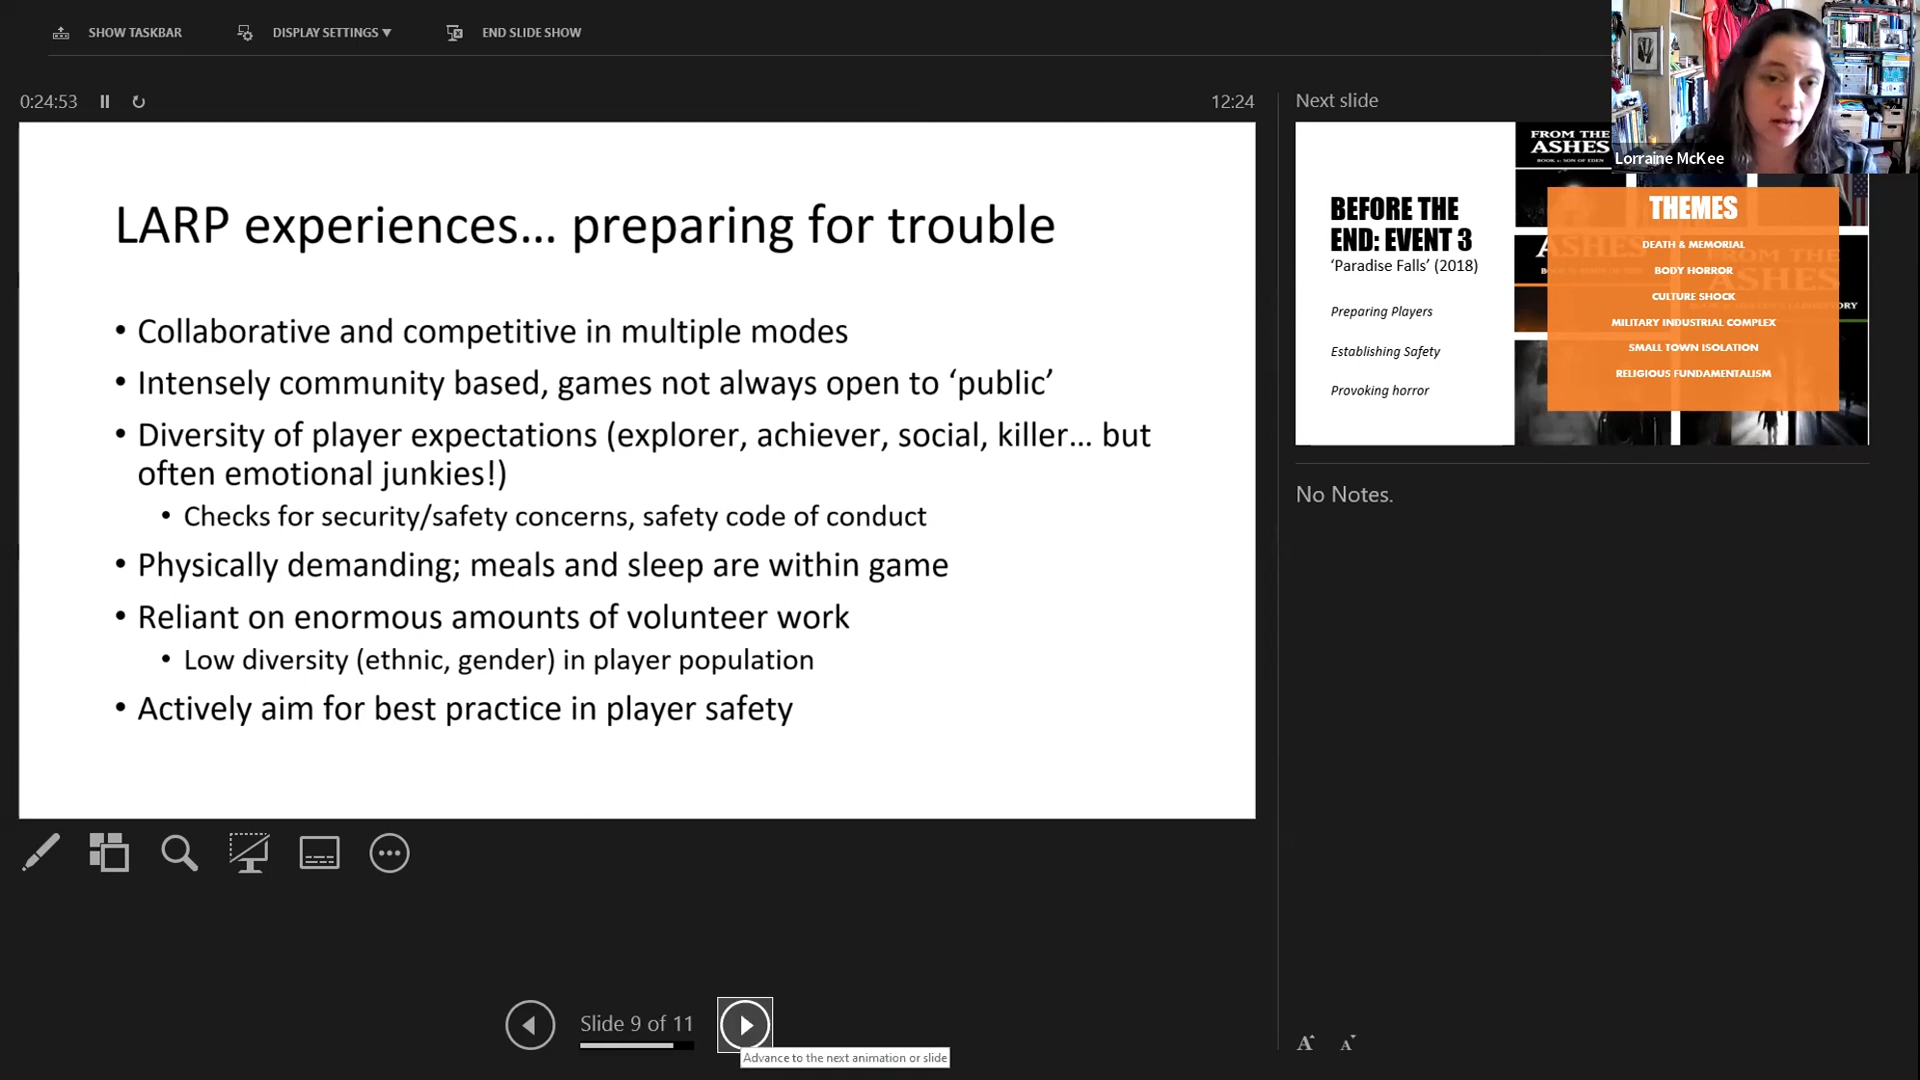 SHOW TASKBAR
DISPLAY SETTINGS ▼
END SLIDE SHOW
0:24:53
12:24
LARP experiences... preparing for trouble
• Collaborative and competitive in multiple modes
• Intensely community based, games not always open to ‘public’
• Diversity of player expectations (explorer, achiever, social, killer... but
often emotional junkies!)
• Checks for security/safety concerns, safety code of conduct
• Physically demanding; meals and sleep are within game
• Reliant on enormous amounts of volunteer work
• Low diversity (ethnic, gender) in player population
• Actively aim for best practice in player safety
Slide 9 of 11
Advance to the next animation or slide
Next slide
Lorraine McKee
BEFORE THE
END: EVENT 3
‘Paradise Falls’ (2018)
Preparing Players
Establishing Safety
Provoking horror
FROM THE
ASHES
BOOK 1: SON OF EDEN
THEMES
DEATH & MEMORIAL
BODY HORROR
CULTURE SHOCK
MILITARY INDUSTRIAL COMPLEX
SMALL TOWN ISOLATION
RELIGIOUS FUNDAMENTALISM
No Notes.
A A